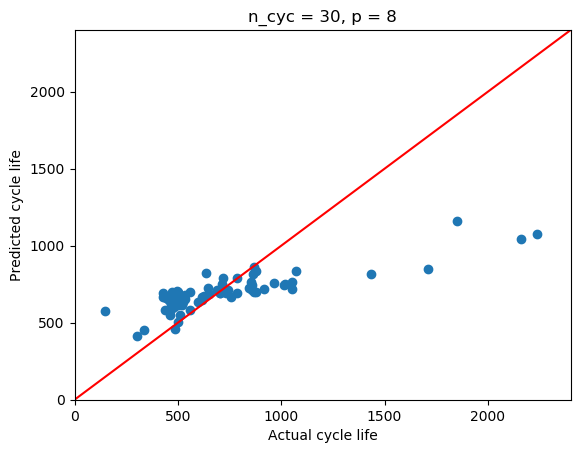 n_cyc = 30, p = 8
Predicted cycle life
2000
1500
1000
500
0
0 500 1000 1500 2000
Actual cycle life